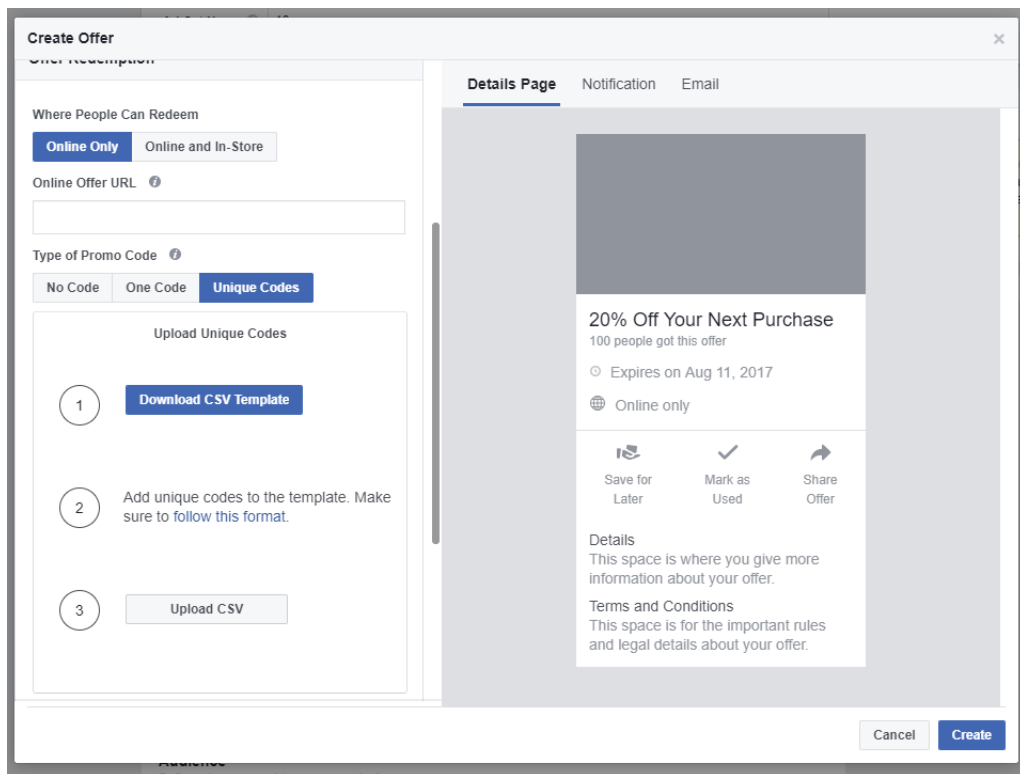 Create Offer
Offer Redemption
Where People Can Redeem
Online Only
Online and In-Store
Online Offer URL
Type of Promo Code
No Code
One Code
Unique Codes
Upload Unique Codes
1
Download CSV Template
2
Add unique codes to the template. Make
sure to follow this format.
3
Upload CSV
Details Page
Notification
Email
20% Off Your Next Purchase
100 people got this offer
Expires on Aug 11, 2017
Online only
Save for
Later
Mark as
Used
Share
Offer
Details
This space is where you give more
information about your offer.
Terms and Conditions
This space is for the important rules
and legal details about your offer.
Cancel
Create
Audience